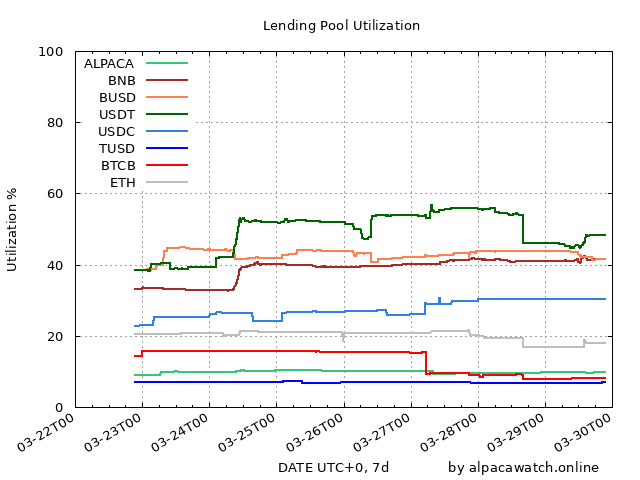 Lending Pool Utilization
100
80
60
40
20
0
Utilization %
ALPACA
BNB
BUSD
USDT
USDC
TUSD
BTCB
ETH
03-22T00
03-23T00
03-24T00
03-25T00
03-26T00
03-27T00
03-28T00
03-29T00
03-30T00
DATE UTC+0, 7d
by alpacawatch.online